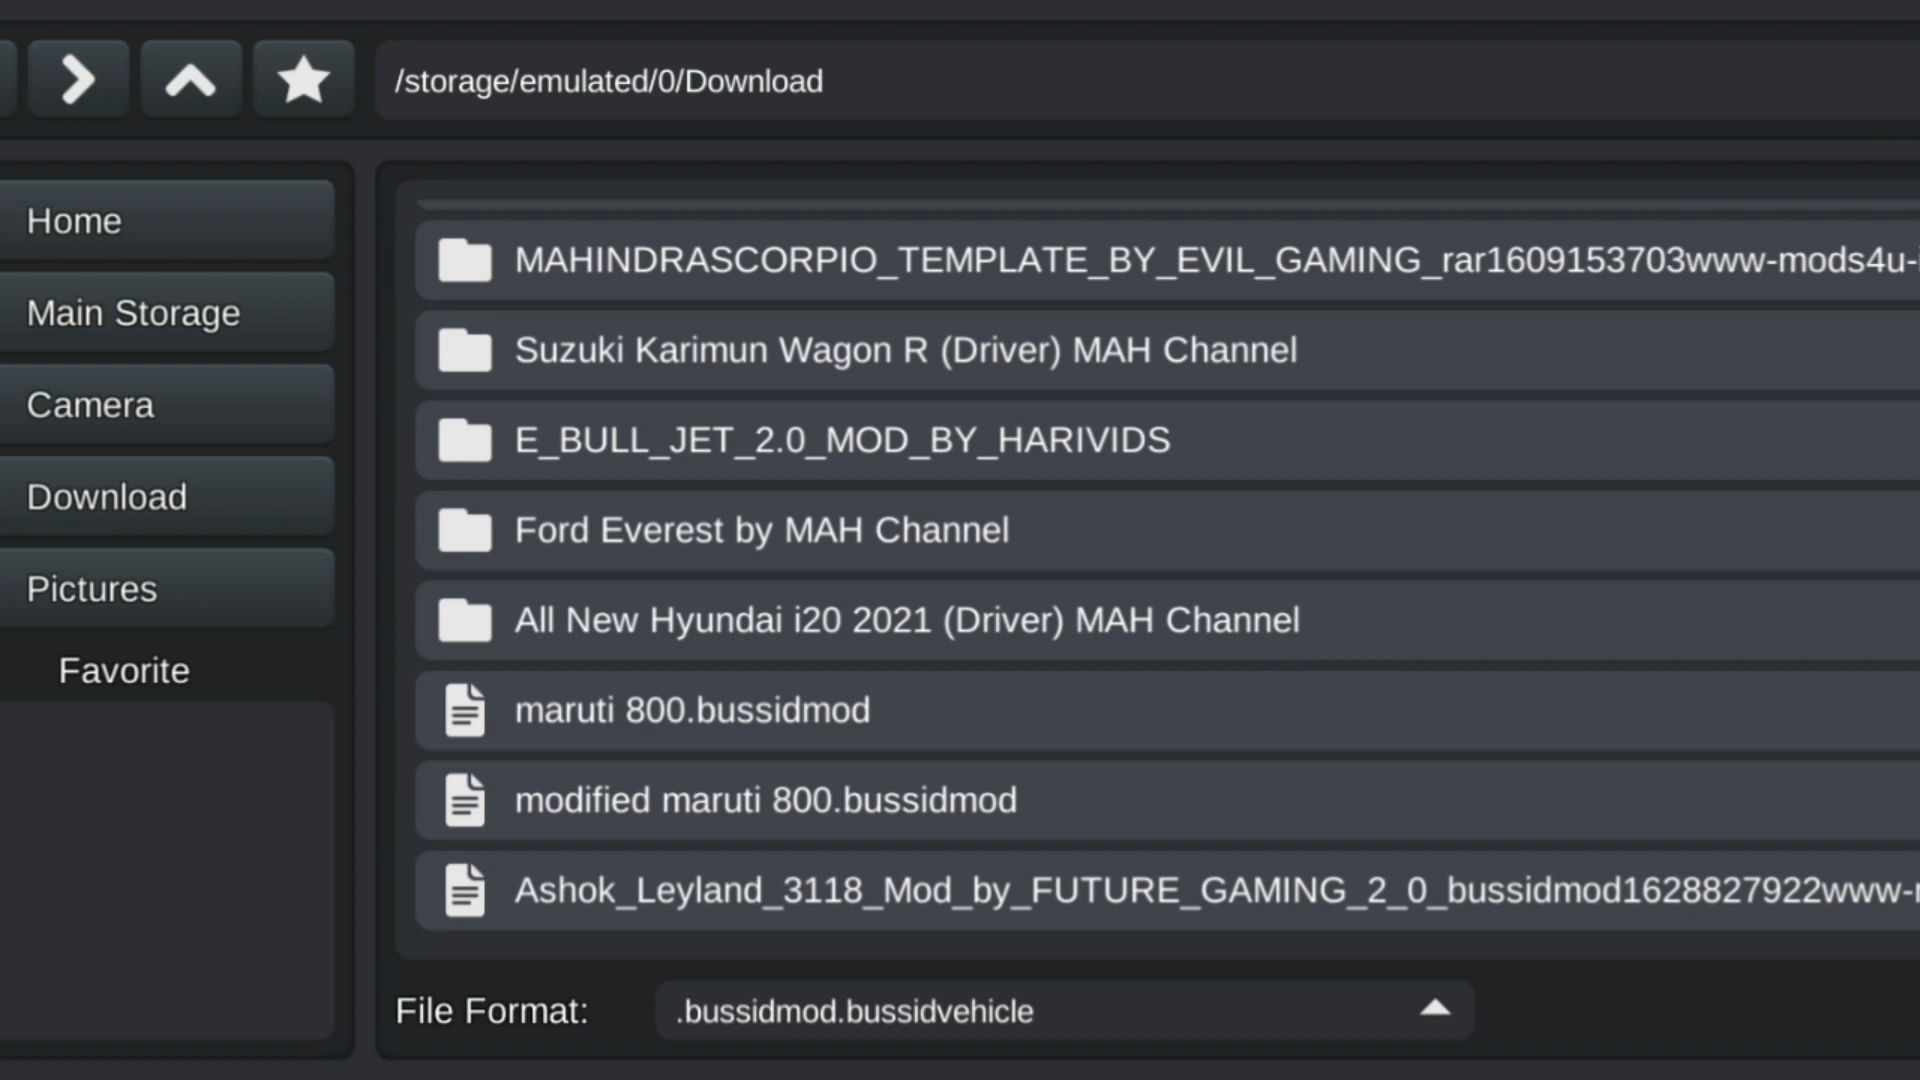 /storage/emulated/0/Download
Home
Main Storage
Camera
Download
Pictures
Favorite
MAHINDRASCORPIO_TEMPLATE_BY_EVIL_GAMING_rar1609153703www-mods4u-
Suzuki Karimun Wagon R (Driver) MAH Channel
E_BULL_JET_2.0_MOD_BY_HARIVIDS
Ford Everest by MAH Channel
All New Hyundai i20 2021 (Driver) MAH Channel
maruti 800.bussidmod
modified maruti 800.bussidmod
Ashok_Leyland_3118_Mod_by_FUTURE_GAMING_2_0_bussidmod1628827922www-
File Format:
.bussidmod.bussidvehicle